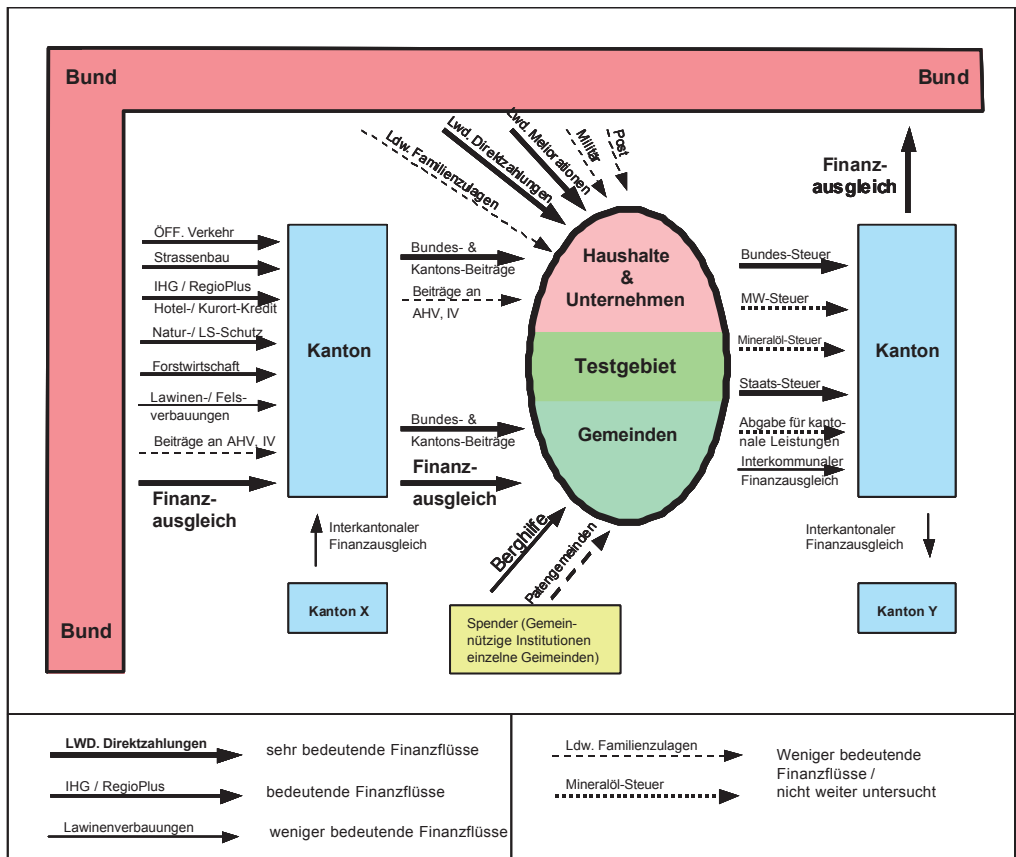 Bund
Bund
Ldw. Familienzulagen
Lwd. Direktzahlungen
Lwd. Meliorationen
Militär
Post
Finanz-
ausgleich
ÖFF. Verkehr
Strassenbau
IHG / RegioPlus
Hotel-/ Kurort-Kredit
Natur-/ LS-Schutz
Forstwirtschaft
Lawinen-/ Fels-
verbauungen
Beiträge an AHV, IV
Finanz-
ausgleich
Kanton
Bundes- &
Kantons-Beiträge
Beiträge an
AHV, IV
Bundes- &
Kantons-Beiträge
Finanz-
ausgleich
Haushalte
&
Unternehmen
Testgebiet
Gemeinden
Bundes-Steuer
MW-Steuer
Mineralöl-Steuer
Staats-Steuer
Abgabe für kanto-
nale Leistungen
Interkommunaler
Finanzausgleich
Kanton
Interkantonaler
Finanzausgleich
Berghilfe
Patengemeinden
Interkantonaler
Finanzausgleich
Bund
Kanton X
Spender (Gemein-
nützige Institutionen
einzelne Geimeinden)
Kanton Y
LWD. Direktzahlungen
sehr bedeutende Finanzflüsse
IHG / RegioPlus
bedeutende Finanzflüsse
Lawinenverbauungen
weniger bedeutende Finanzflüsse
Ldw. Familienzulagen
Mineralöl-Steuer
Weniger bedeutende
Finanzflüsse /
nicht weiter untersucht